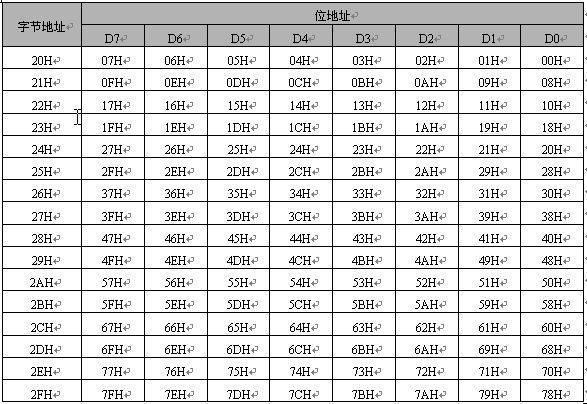 字节地址 位地址
D7 D6 D5 D4 D3 D2 D1 D0
20H 07H 06H 05H 04H 03H 02H 01H 00H
21H 0FH 0EH 0DH 0CH 0BH 0AH 09H 08H
22H 17H 16H 15H 14H 13H 12H 11H 10H
23H 1FH 1EH 1DH 1CH 1BH 1AH 19H 18H
24H 27H 26H 25H 24H 23H 22H 21H 20H
25H 2FH 2EH 2DH 2CH 2BH 2AH 29H 28H
26H 37H 36H 35H 34H 33H 32H 31H 30H
27H 3FH 3EH 3DH 3CH 3BH 3AH 39H 38H
28H 47H 46H 45H 44H 43H 42H 41H 40H
29H 4FH 4EH 4DH 4CH 4BH 4AH 49H 48H
2AH 57H 56H 55H 54H 53H 52H 51H 50H
2BH 5FH 5EH 5DH 5CH 5BH 5AH 59H 58H
2CH 67H 66H 65H 64H 63H 62H 61H 60H
2DH 6FH 6EH 6DH 6CH 6BH 6AH 69H 68H
2EH 77H 76H 75H 74H 73H 72H 71H 70H
2FH 7FH 7EH 7DH 7CH 7BH 7AH 79H 78H